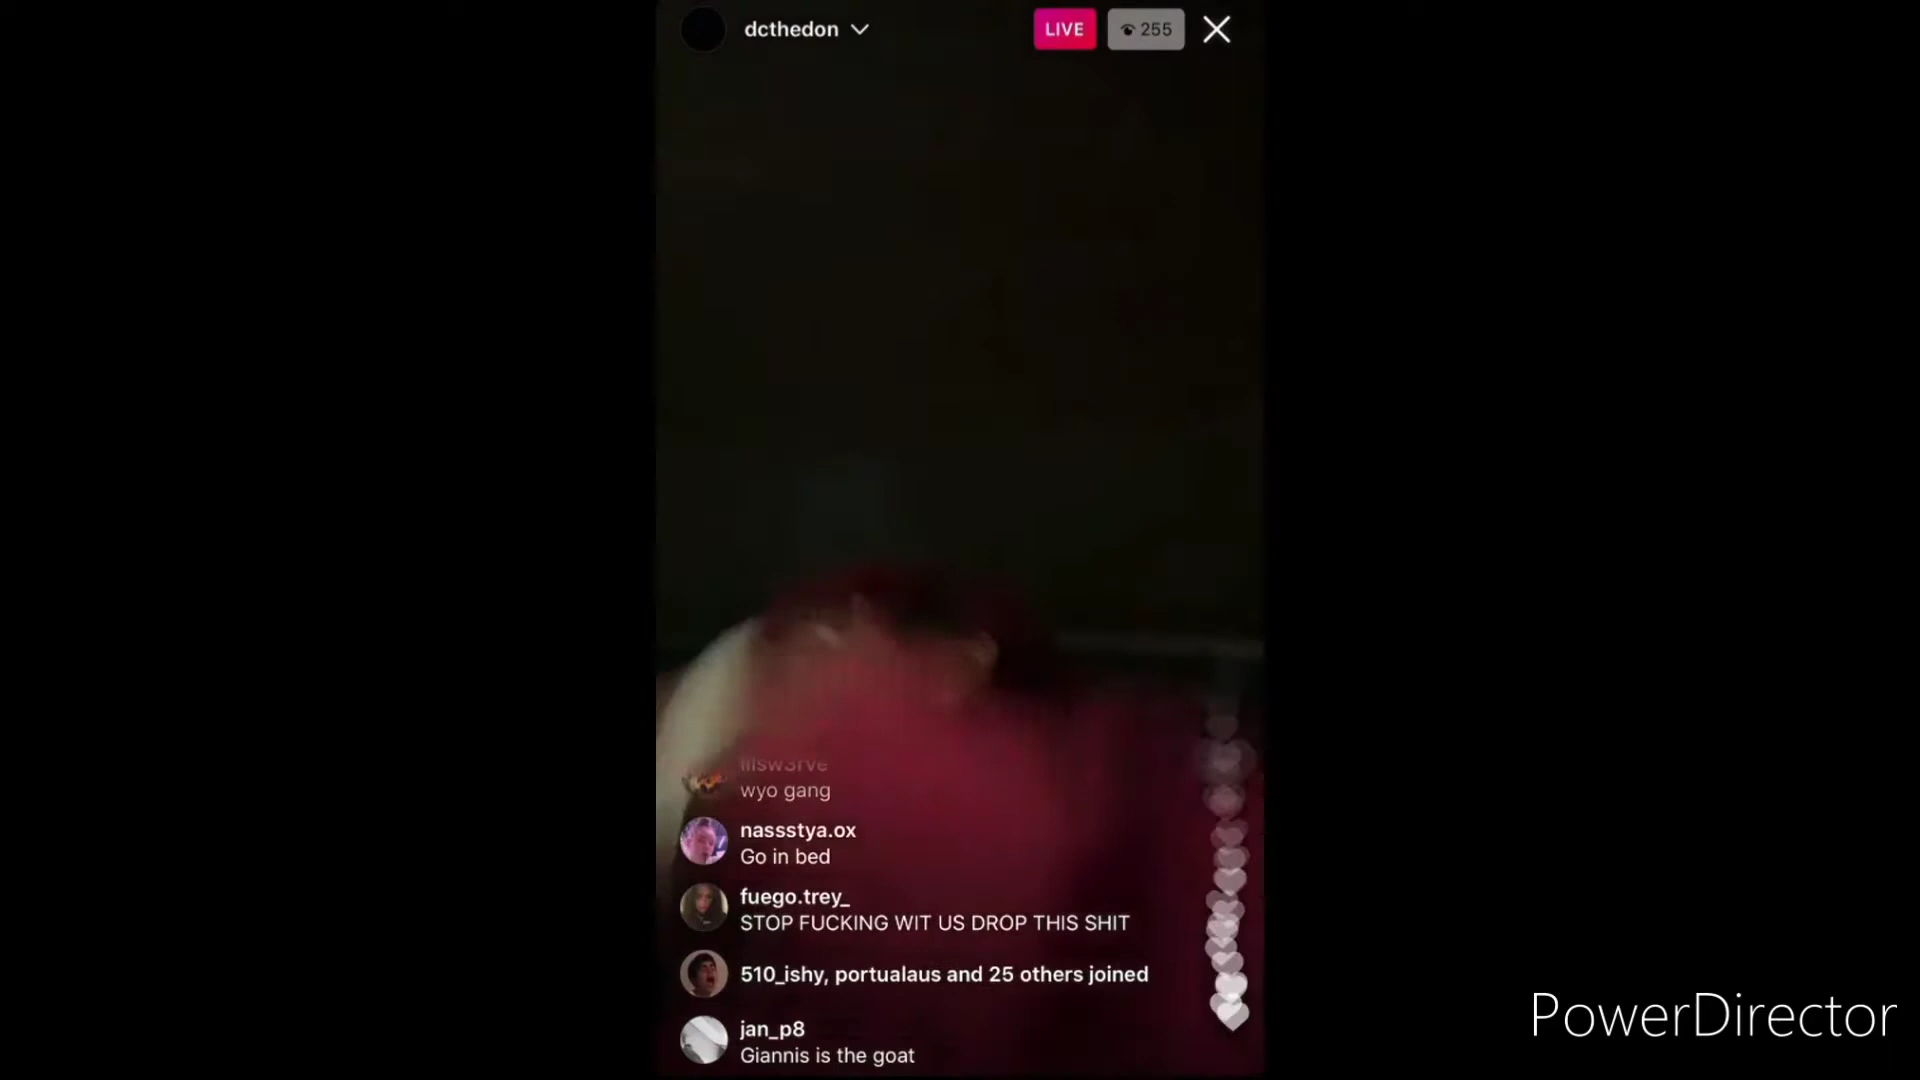 dcthedon
LIVE
255
lllsw3rve
wyo gang
nassstya.ox
Go in bed
fuego.trey_
STOP FUCKING WIT US DROP THIS SHIT
510_ishy, portualaus and 25 others joined
jan_p8
Giannis is the goat
PowerDirector